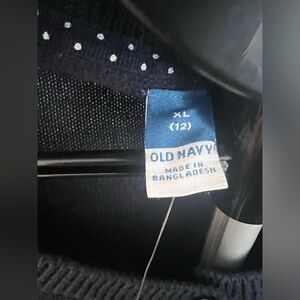 XL
(12)
OLD NAVY
MADE IN
BANGLADESH